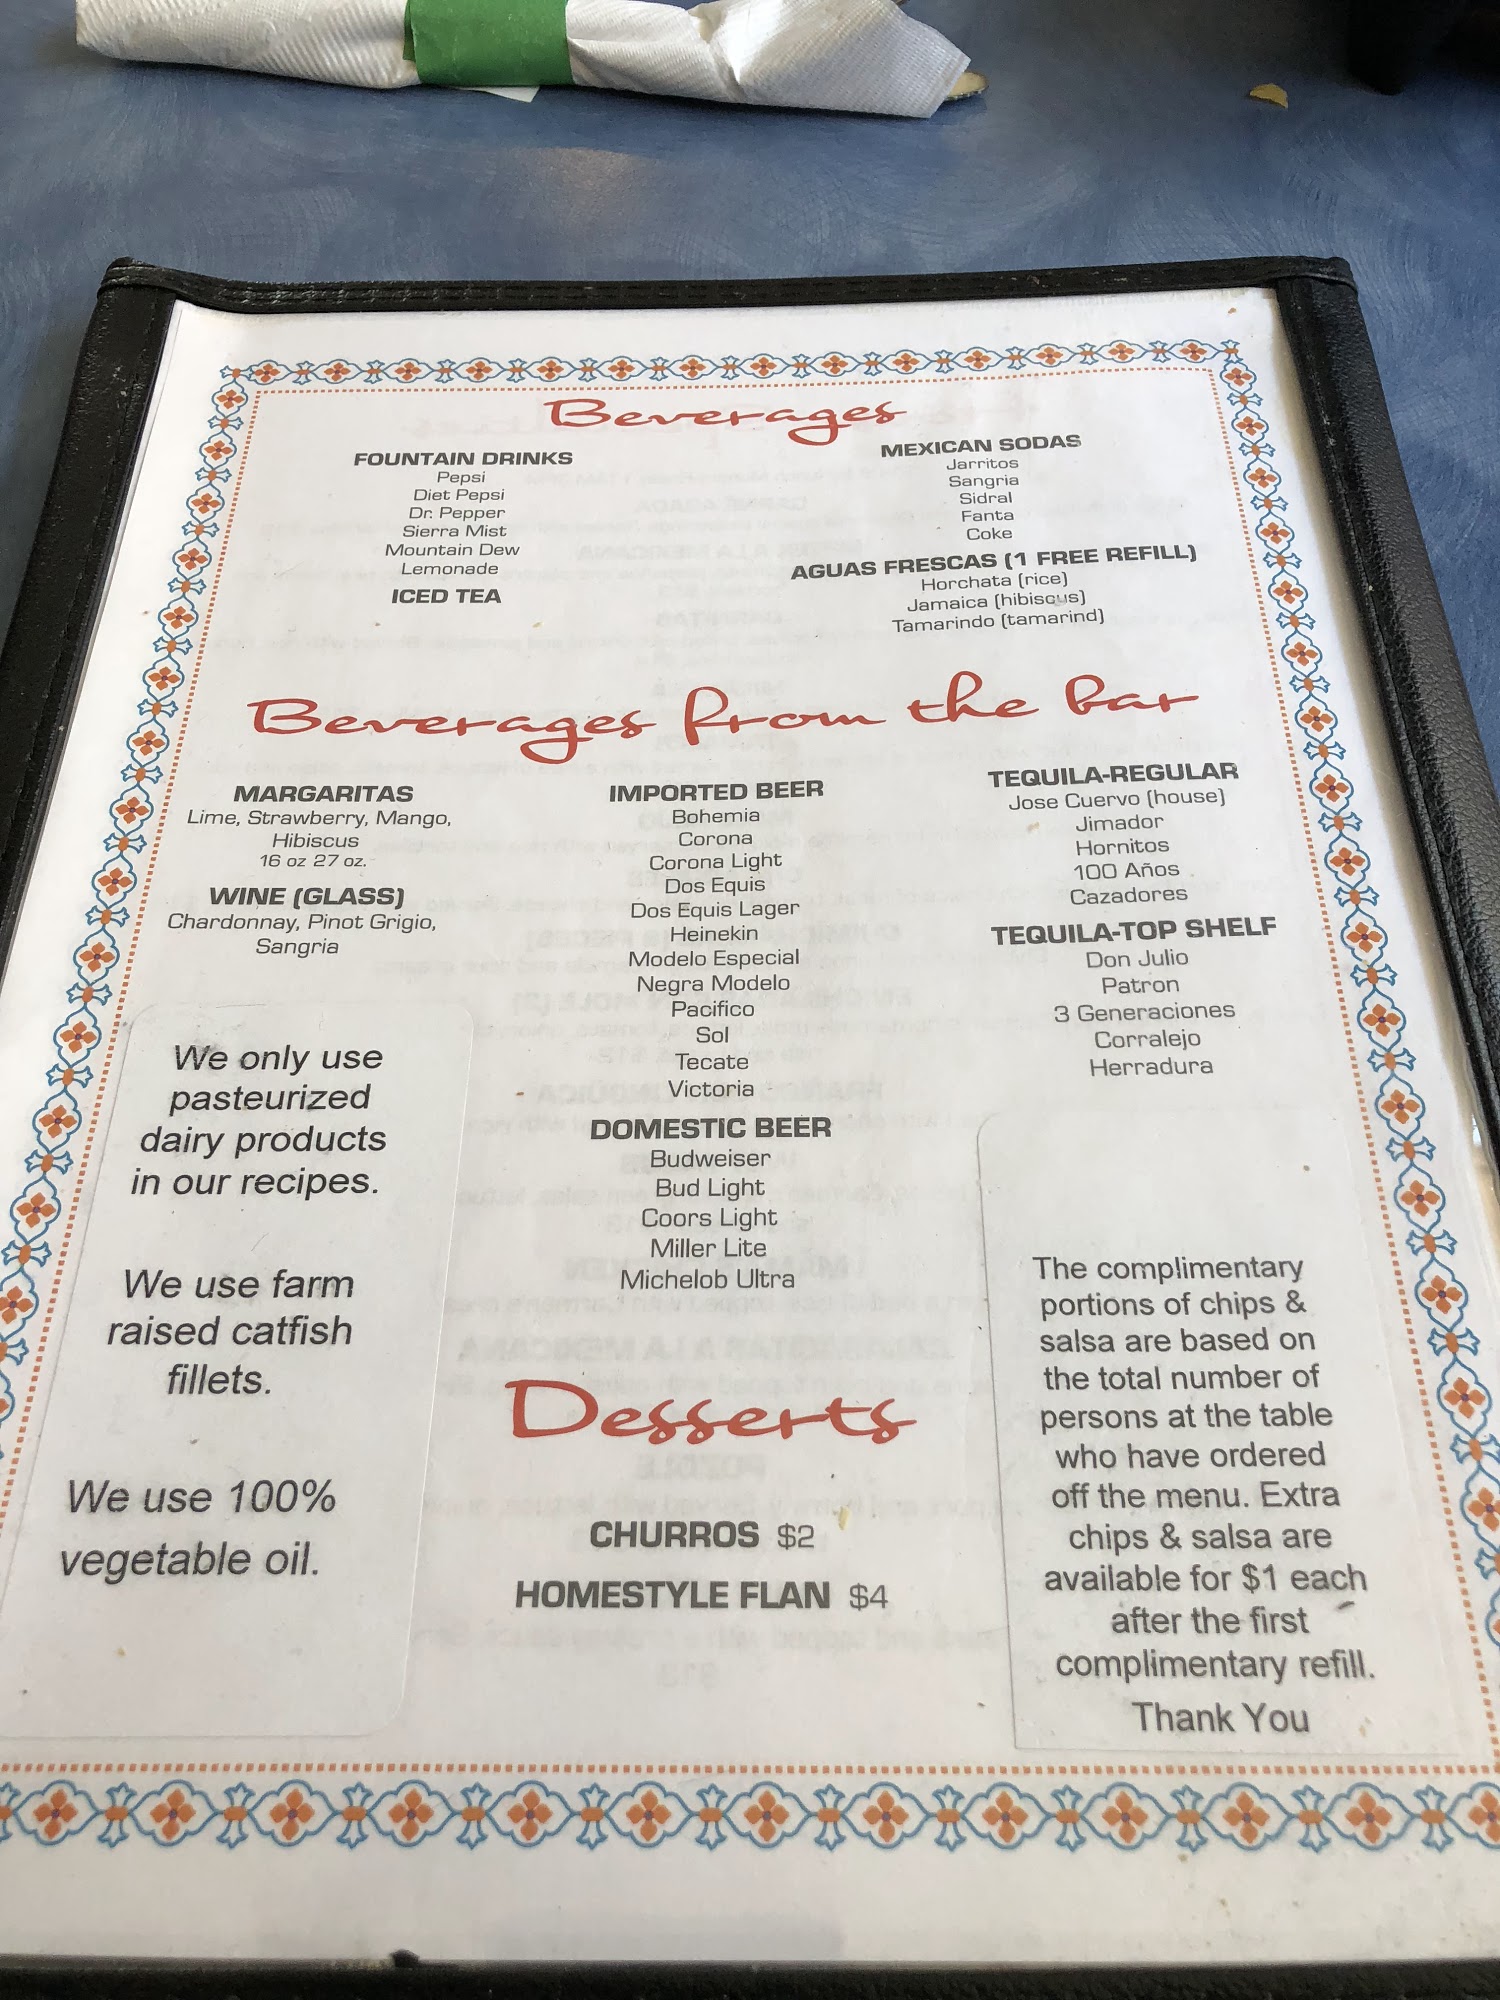 Beverages
FOUNTAIN DRINKS
Pepsi
Diet Pepsi
Dr. Pepper
Sierra Mist
Mountain Dew
Lemonade
ICED TEA
MEXICAN SODAS
Jarritos
Sangria
Sidral
Fanta
Coke
AGUAS FRESCAS (1 FREE REFILL)
Horchata (rice)
Jamaica (hibiscus)
Tamarindo (tamarind)
Beverages from the bar
MARGARITAS
Lime, Strawberry, Mango,
Hibiscus
16 oz 27 oz.
WINE (GLASS)
Chardonnay, Pinot Grigio,
Sangria
IMPORTED BEER
Bohemia
Corona
Corona Light
Dos Equis
Dos Equis Lager
Heinekin
Modelo Especial
Negra Modelo
Pacifico
Sol
Tecate
Victoria
DOMESTIC BEER
Budweiser
Bud Light
Coors Light
Miller Lite
Michelob Ultra
TEQUILA-REGULAR
Jose Cuervo (house)
Jimador
Hornitos
100 Años
Cazadores
TEQUILA-TOP SHELF
Don Julio
Patron
3 Generaciones
Corralejo
Herradura
We only use
pasteurized
dairy products
in our recipes.
We use farm
raised catfish
fillets.
We use 100%
vegetable oil.
Desserts
CHURROS $2
HOMESTYLE FLAN $4
The complimentary
portions of chips &
salsa are based on
the total number of
persons at the table
who have ordered
off the menu. Extra
chips & salsa are
available for $1 each
after the first
complimentary refill.
Thank You